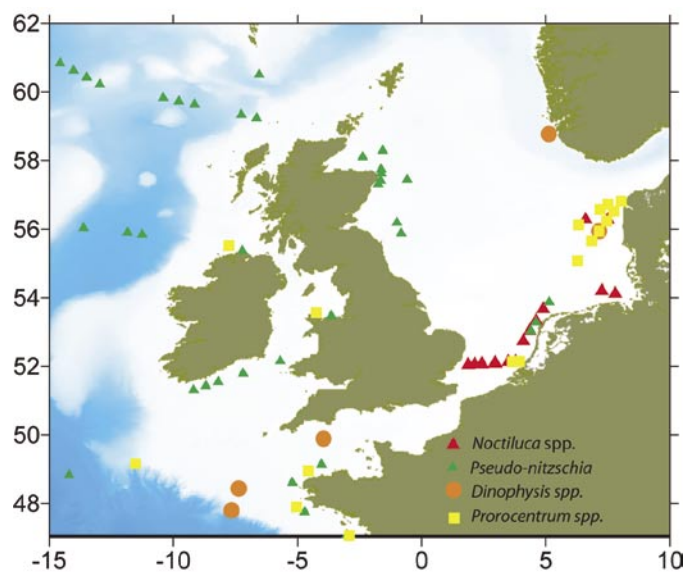 62
60
58
56
54
52
50
48
Noctiluca spp.
Pseudo-nitzschia
Dinophysis spp.
Prorocentrum spp.
-15 -10 -5 0 5 10